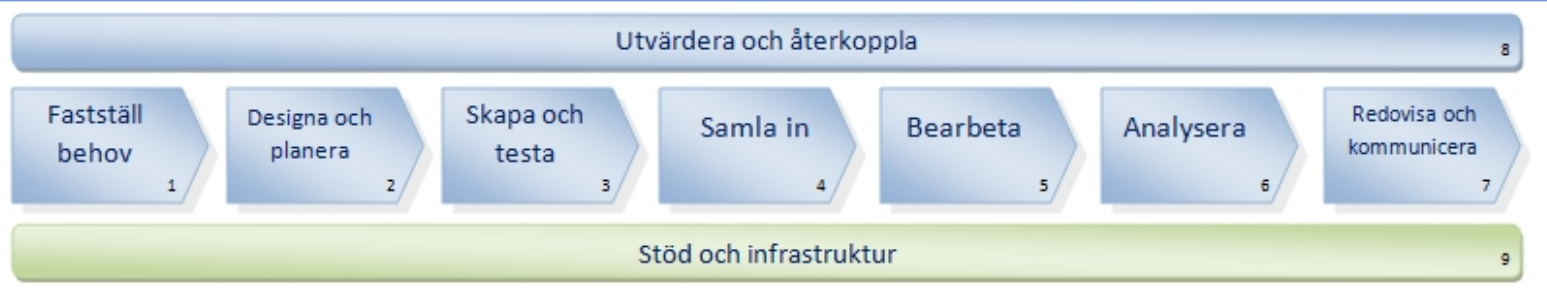 Utvärdera och återkoppla
8
Fastställ
behov
1
Designa och
planera
2
Skapa och
testa
3
Samla in
4
Bearbeta
5
Analysera
6
Redovisa och
kommunicera
7
Stöd och infrastruktur
9